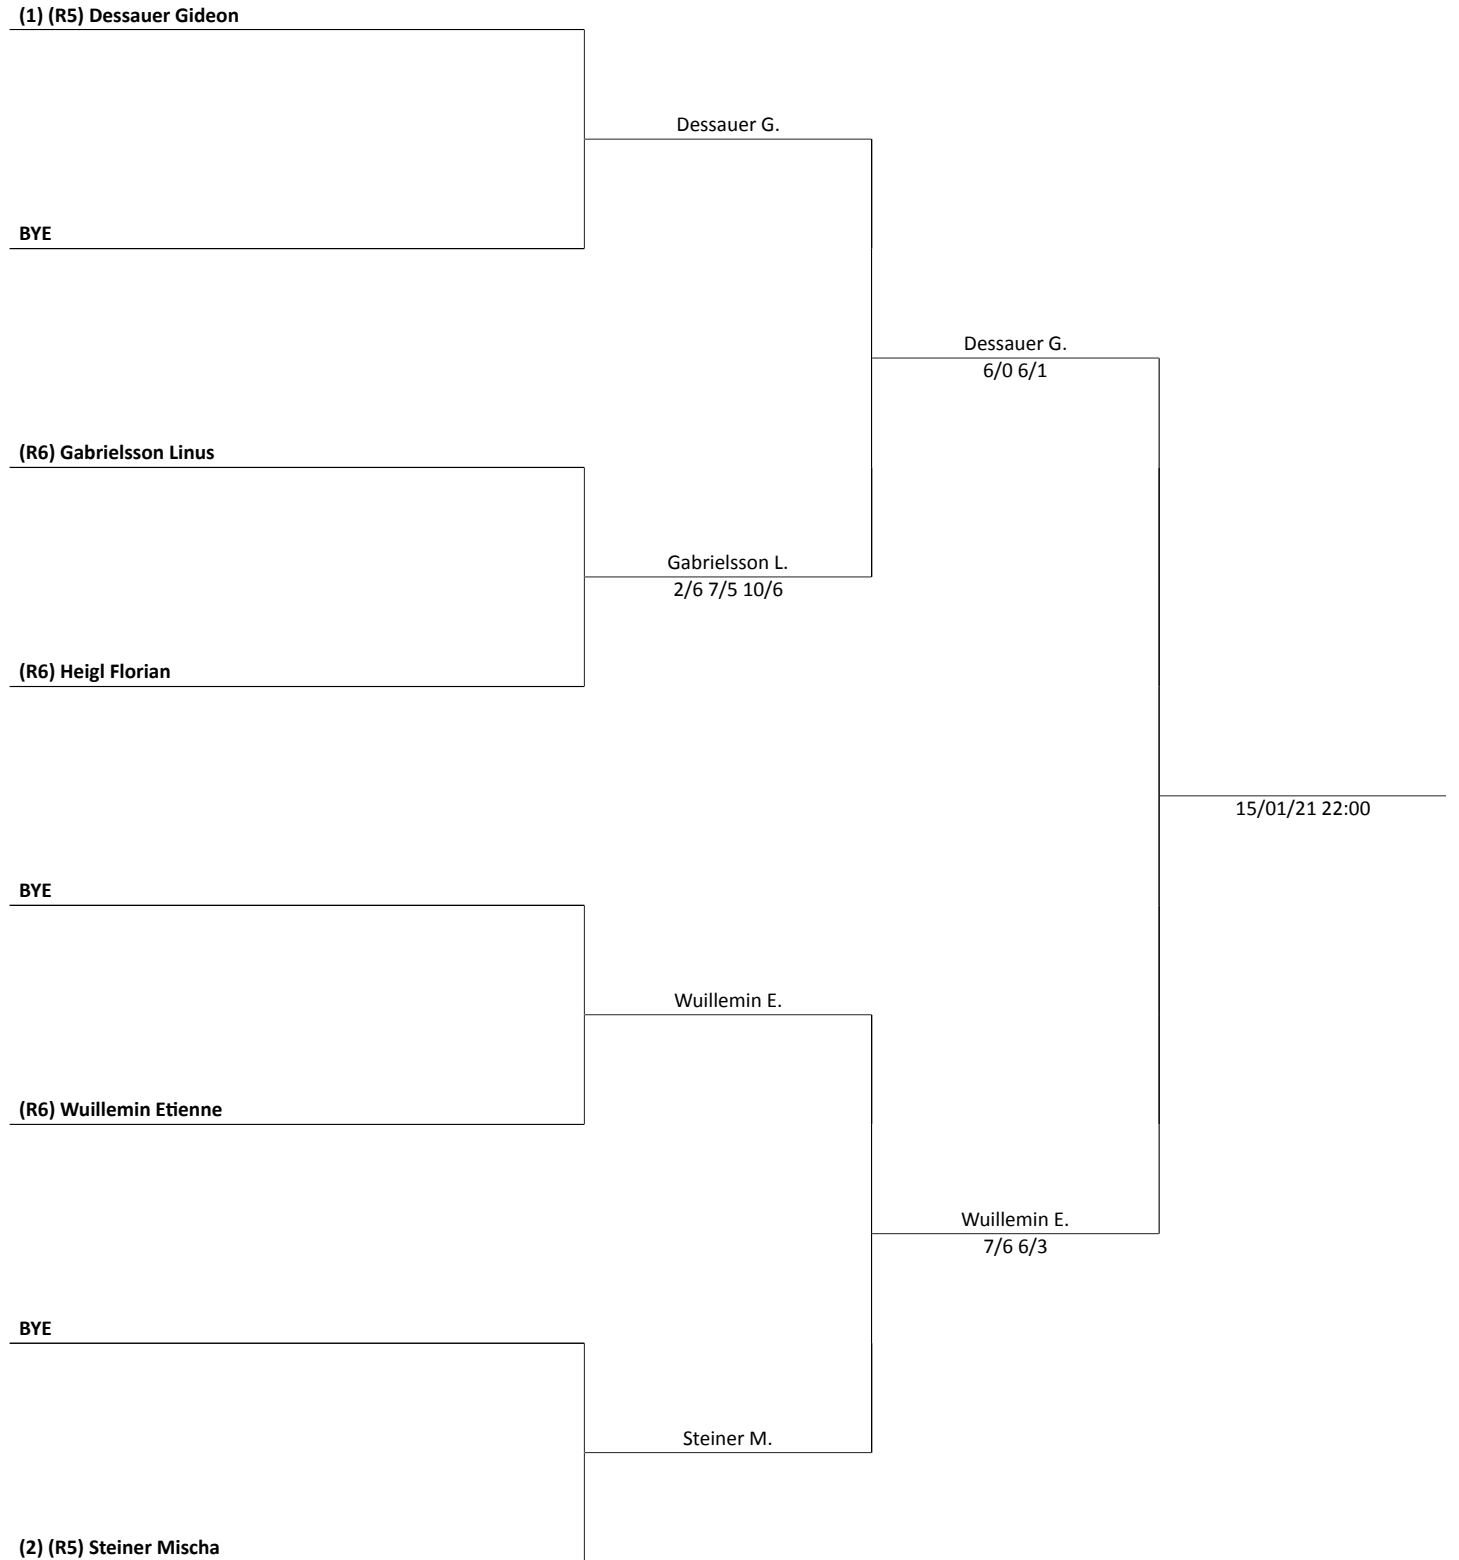 (1) (R5) Dessauer Gideon
Dessauer G.
BYE
Dessauer G.
6/0 6/1
(R6) Gabrielsson Linus
Gabrielsson L.
2/6 7/5 10/6
(R6) Heigl Florian
15/01/21 22:00
BYE
Wuillemin E.
(R6) Wuillemin Etienne
Wuillemin E.
7/6 6/3
BYE
Steiner M.
(2) (R5) Steiner Mischa